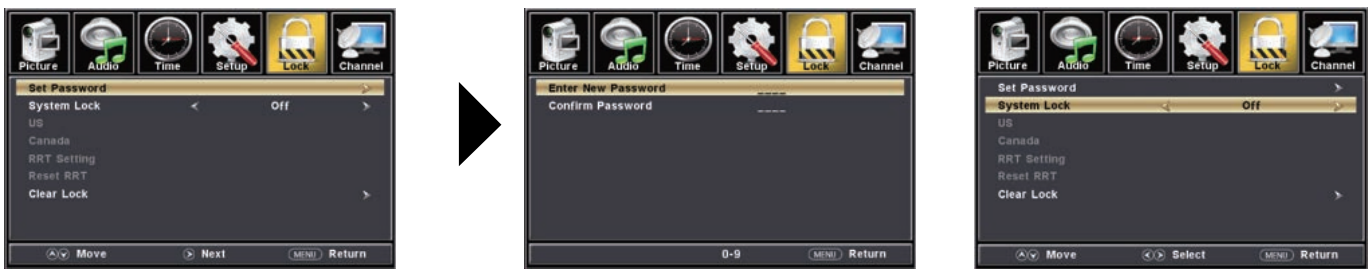 Picture Audio Time Setup Lock Channel
Set Password
System Lock Off
US
Canada
RRT Setting
Reset RRT
Clear Lock
Move Next MENU Return
Picture Audio Time Setup Lock Channel
Enter New Password _ _ _ _
Confirm Password _ _ _ _
0-9 MENU Return
Picture Audio Time Setup Lock Channel
Set Password
System Lock Off
US
Canada
RRT Setting
Reset RRT
Clear Lock
Move Select MENU Return